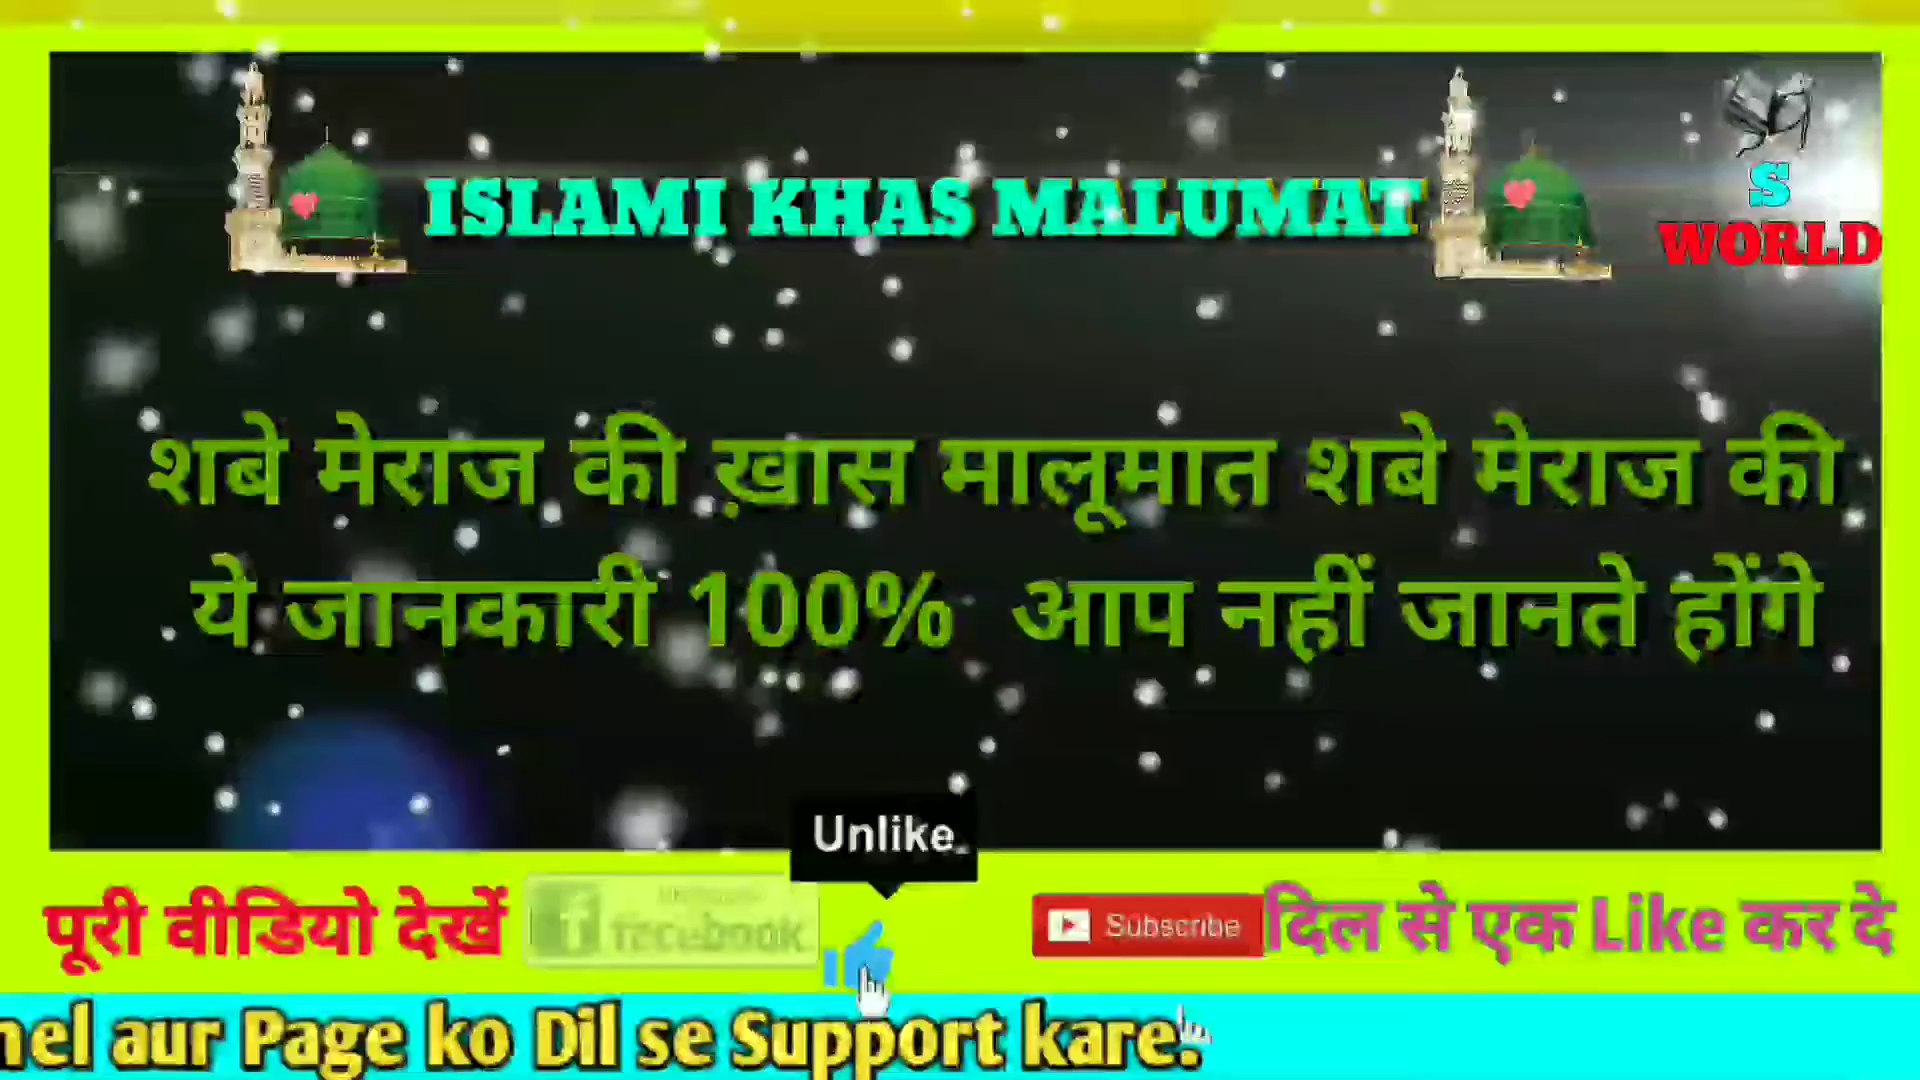 ISLAMI KHAS MALUMAT
S
WORLD
शबे मेराज की ख़ास मालूमात शबे मेराज की
ये जानकारी 100% आप नहीं जानते होंगे
Unlike
पूरी वीडियो देखें
facebook
Subscribe
दिल से एक Like कर दे
nel aur Page ko Dil se Support kare.